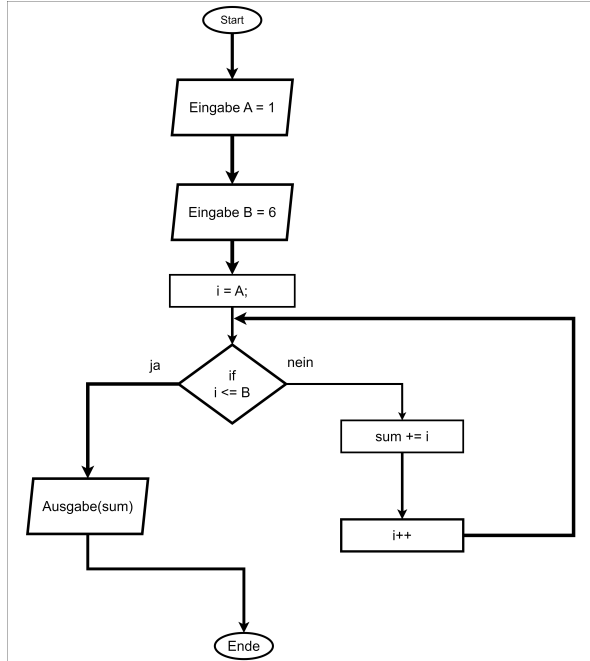 Start
Eingabe A = 1
Eingabe B = 6
i = A;
ja
nein
if
i <= B
sum += i
Ausgabe(sum)
i++
Ende